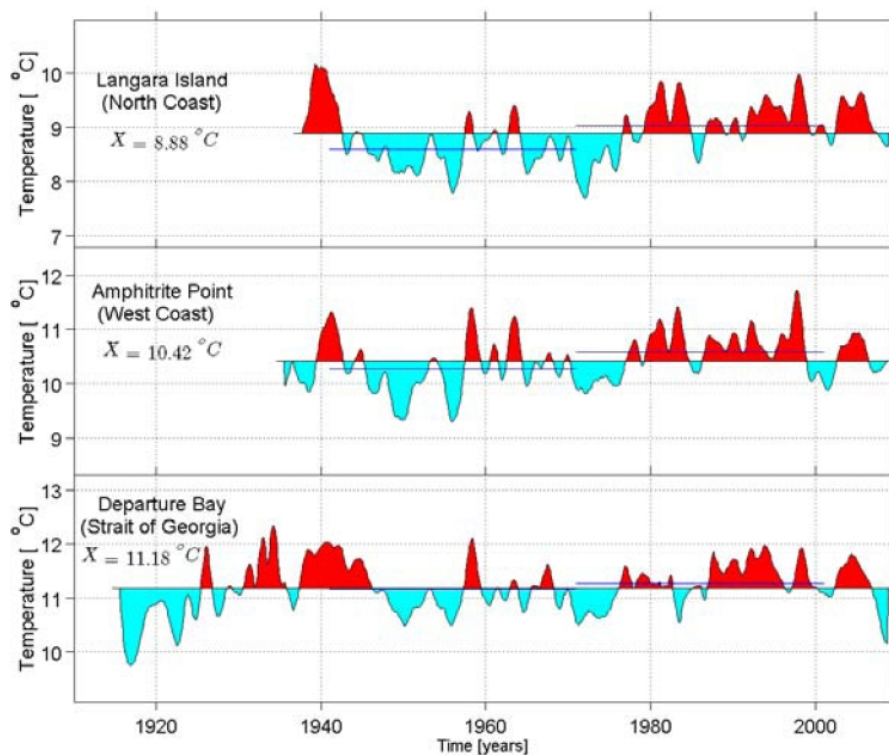 Temperature [ °C]
10
9
8
7
Langara Island
(North Coast)
X = 8.88 °C
Temperature [ °C]
12
11
10
9
Amphitrite Point
(West Coast)
X = 10.42 °C
Temperature [ °C]
13
12
11
10
Departure Bay
(Strait of Georgia)
X = 11.18 °C
1920 1940 1960 1980 2000
Time [years]